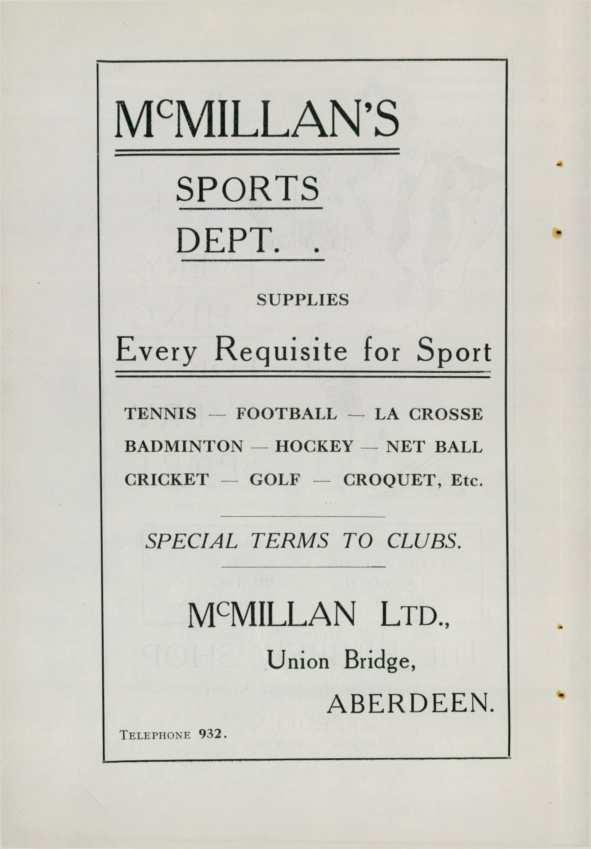 McMILLAN'S
SPORTS
DEPT. .
SUPPLIES
Every Requisite for Sport
TENNIS — FOOTBALL — LA CROSSE
BADMINTON — HOCKEY — NET BALL
CRICKET — GOLF — CROQUET, Etc.
SPECIAL TERMS TO CLUBS.
McMILLAN LTD.,
Union Bridge,
ABERDEEN.
TELEPHONE 932.